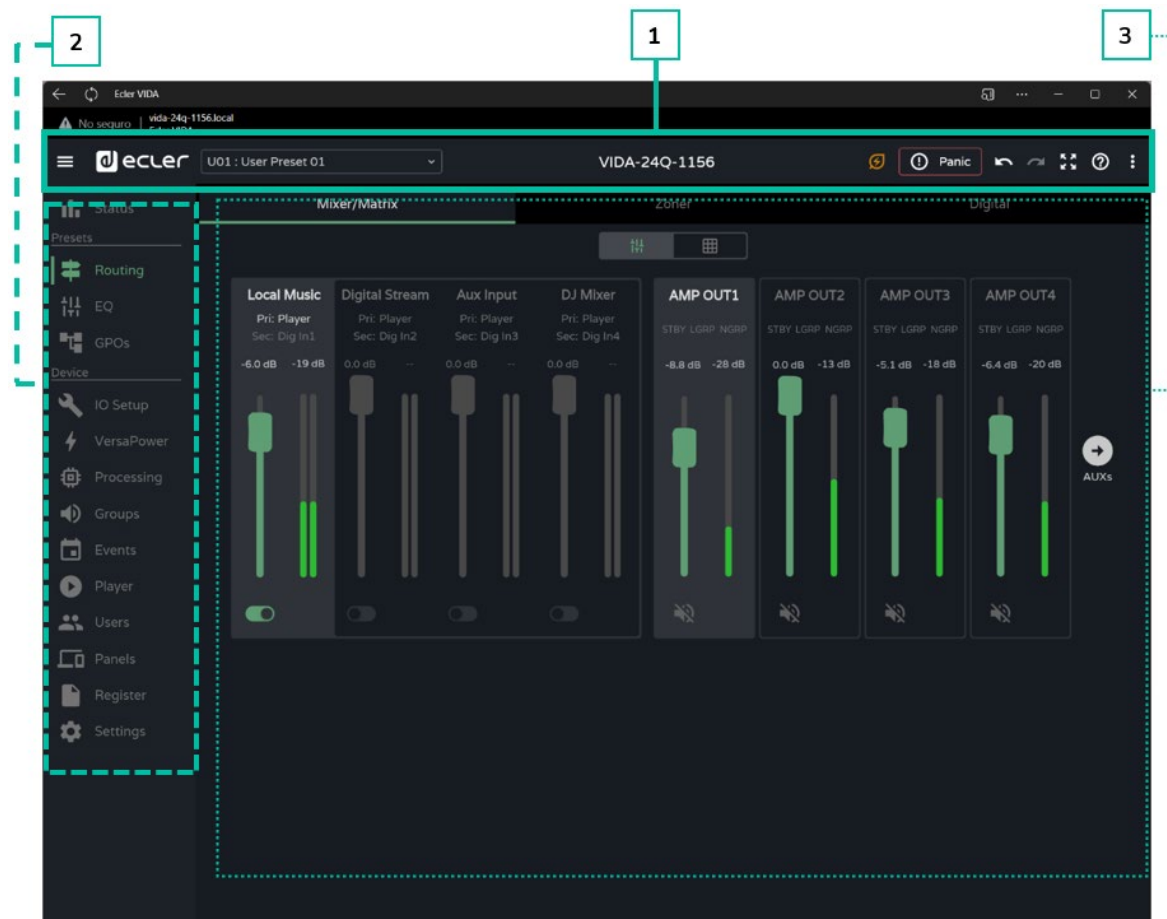 2
1
3
Ecler VIDA
No seguro
vida-24q-1156.local
Ecler VIDA
ecler
U01 : User Preset 01
VIDA-24Q-1156
Panic
Status
Mixer/Matrix
Zoner
Digital
Presets
Routing
EQ
GPOs
Device
IO Setup
VersaPower
Processing
Groups
Events
Player
Users
Panels
Register
Settings
Local Music
Pri: Player
Sec: Dig In1
-6.0 dB -19 dB
Digital Stream
Pri: Player
Sec: Dig In2
0.0 dB --
Aux Input
Pri: Player
Sec: Dig In3
0.0 dB --
DJ Mixer
Pri: Player
Sec: Dig In4
0.0 dB --
AMP OUT1
STBY LGRP NGRP
-8.8 dB -28 dB
AMP OUT2
STBY LGRP NGRP
0.0 dB -13 dB
AMP OUT3
STBY LGRP NGRP
-5.1 dB -18 dB
AMP OUT4
STBY LGRP NGRP
-6.4 dB -20 dB
AUXs